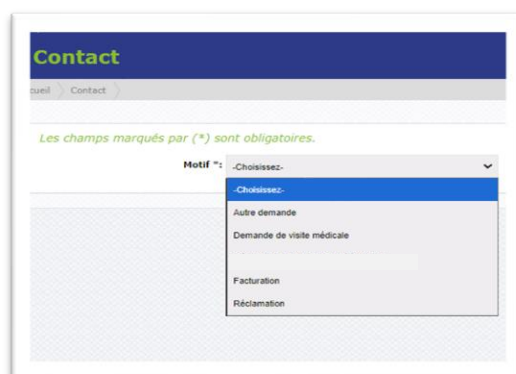 Contact
cueil
Contact
Les champs marqués par (*) sont obligatoires.
Motif *:
-Choisissez-
-Choisissez-
Autre demande
Demande de visite médicale
Facturation
Réclamation